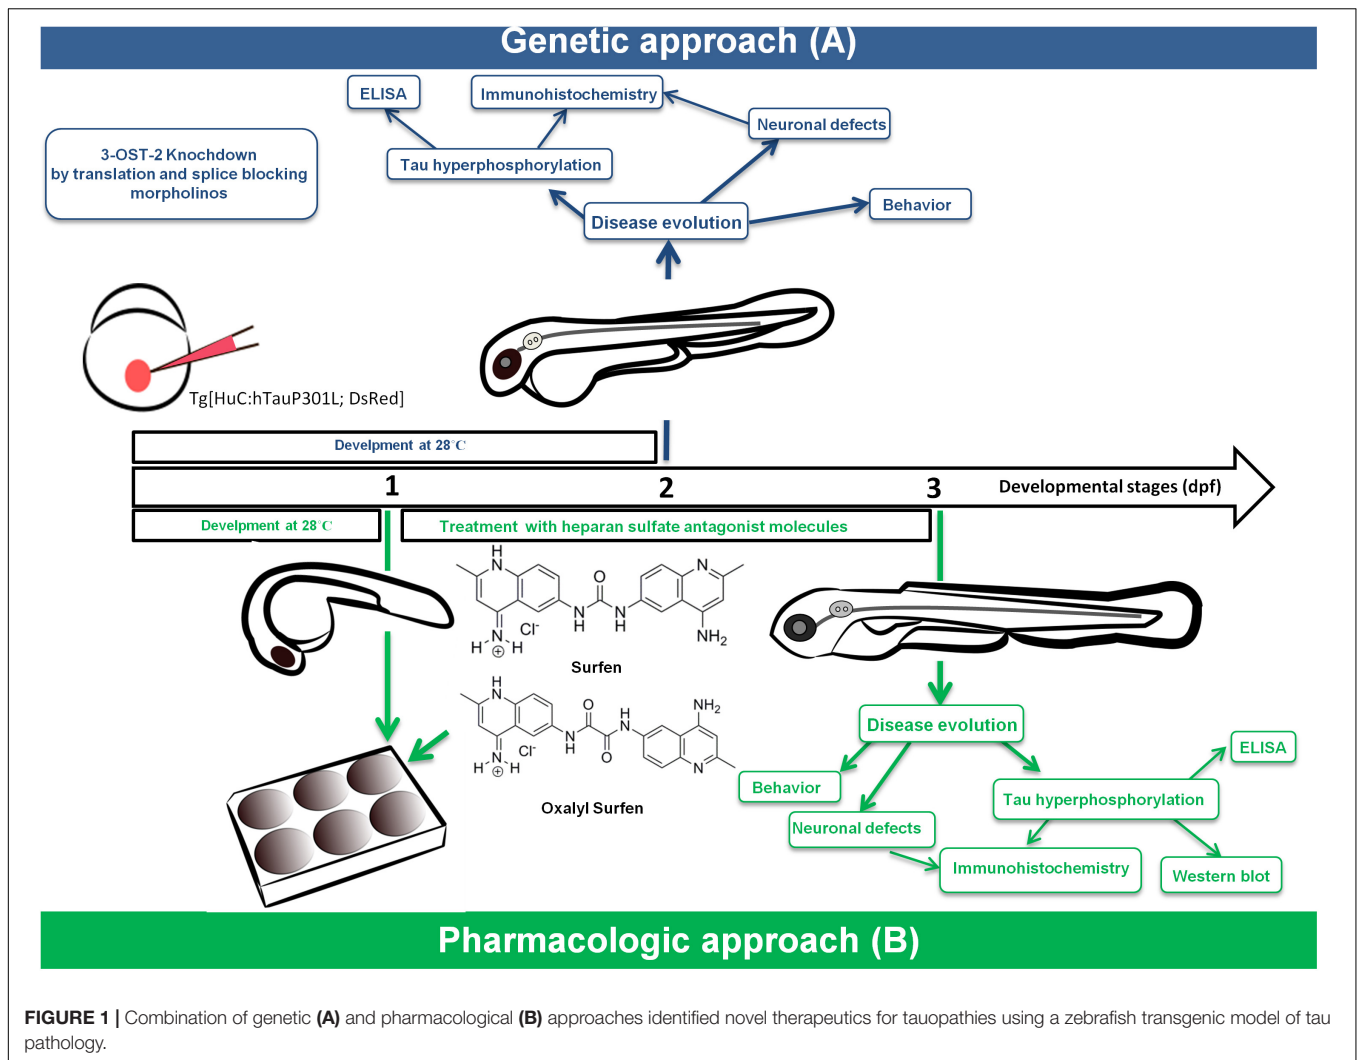 Genetic approach (A)
ELISA
Immunohistochemistry
Neuronal defects
3-OST-2 Knochdown
by translation and splice blocking
morpholinos
Tau hyperphosphorylation
Behavior
Disease evolution
Tg[HuC:hTauP301L; DsRed]
Develpment at 28°C
1
2
3
Developmental stages (dpf)
Develpment at 28°C
Treatment with heparan sulfate antagonist molecules
H
N
N
O
N
H
N
H
Cl-
N
H
H
+
NH2
Surfen
H
N
O
H
N
NH2
N
H
O
Cl-
N
H
H
+
N
Oxalyl Surfen
Disease evolution
ELISA
Behavior
Tau hyperphosphorylation
Neuronal defects
Immunohistochemistry
Western blot
Pharmacologic approach (B)
FIGURE 1 | Combination of genetic (A) and pharmacological (B) approaches identified novel therapeutics for tauopathies using a zebrafish transgenic model of tau
pathology.